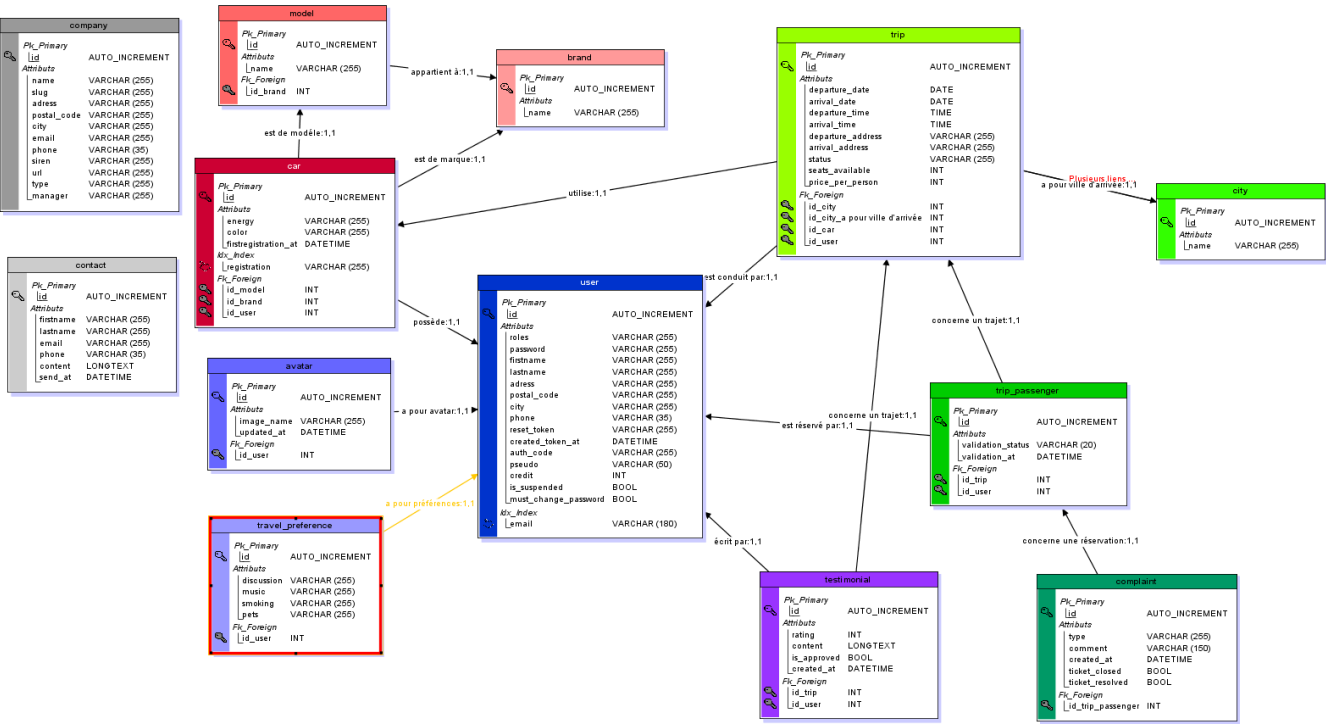 company
Pk_Primary
id AUTO_INCREMENT
Attributs
name VARCHAR (255)
slug VARCHAR (255)
adress VARCHAR (255)
postal_code VARCHAR (255)
city VARCHAR (255)
email VARCHAR (255)
phone VARCHAR (35)
siren VARCHAR (255)
url VARCHAR (255)
type VARCHAR (255)
manager VARCHAR (255)
contact
Pk_Primary
id AUTO_INCREMENT
Attributs
firstname VARCHAR (255)
lastname VARCHAR (255)
email VARCHAR (255)
phone VARCHAR (35)
content LONGTEXT
send_at DATETIME
model
Pk_Primary
id AUTO_INCREMENT
Attributs
name VARCHAR (255)
Fk_Foreign
id_brand INT
appartient à:1,1
brand
Pk_Primary
id AUTO_INCREMENT
Attributs
name VARCHAR (255)
est de modèle:1,1
est de marque:1,1
car
Pk_Primary
id AUTO_INCREMENT
Attributs
energy VARCHAR (255)
color VARCHAR (255)
firstregistration_at DATETIME
Idx_Index
registration VARCHAR (255)
Fk_Foreign
id_model INT
id_brand INT
id_user INT
utilise:1,1
possède:1,1
trip
Pk_Primary
id AUTO_INCREMENT
Attributs
departure_date DATE
arrival_date DATE
departure_time TIME
arrival_time TIME
departure_address VARCHAR (255)
arrival_address VARCHAR (255)
status VARCHAR (255)
seats_available INT
price_per_person INT
Fk_Foreign
id_city INT
id_city_a pour ville d'arrivée INT
id_car INT
id_user INT
Plusieurs liens...
a pour ville d'arrivée:1,1
city
Pk_Primary
id AUTO_INCREMENT
Attributs
name VARCHAR (255)
est conduit par:1,1
user
Pk_Primary
id AUTO_INCREMENT
Attributs
roles VARCHAR (255)
password VARCHAR (255)
firstname VARCHAR (255)
lastname VARCHAR (255)
adress VARCHAR (255)
postal_code VARCHAR (255)
city VARCHAR (255)
phone VARCHAR (35)
reset_token VARCHAR (255)
created_token_at DATETIME
auth_code VARCHAR (255)
pseudo VARCHAR (50)
credit INT
is_suspended BOOL
must_change_password BOOL
Idx_Index
email VARCHAR (180)
avatar
Pk_Primary
id AUTO_INCREMENT
Attributs
image_name VARCHAR (255)
updated_at DATETIME
Fk_Foreign
id_user INT
a pour avatar:1,1
a pour préférences:1,1
travel_preference
Pk_Primary
id AUTO_INCREMENT
Attributs
discussion VARCHAR (255)
music VARCHAR (255)
smoking VARCHAR (255)
pets VARCHAR (255)
Fk_Foreign
id_user INT
concerne un trajet:1,1
concerne un trajet:1,1
est réservé par:1,1
trip_passenger
Pk_Primary
id AUTO_INCREMENT
Attributs
validation_status VARCHAR (20)
validation_at DATETIME
Fk_Foreign
id_trip INT
id_user INT
écrit par:1,1
concerne une réservation:1,1
testimonial
Pk_Primary
id AUTO_INCREMENT
Attributs
rating INT
content LONGTEXT
is_approved BOOL
created_at DATETIME
Fk_Foreign
id_trip INT
id_user INT
complaint
Pk_Primary
id AUTO_INCREMENT
Attributs
type VARCHAR (255)
comment VARCHAR (150)
created_at DATETIME
ticket_closed BOOL
ticket_resolved BOOL
Fk_Foreign
id_trip_passenger INT